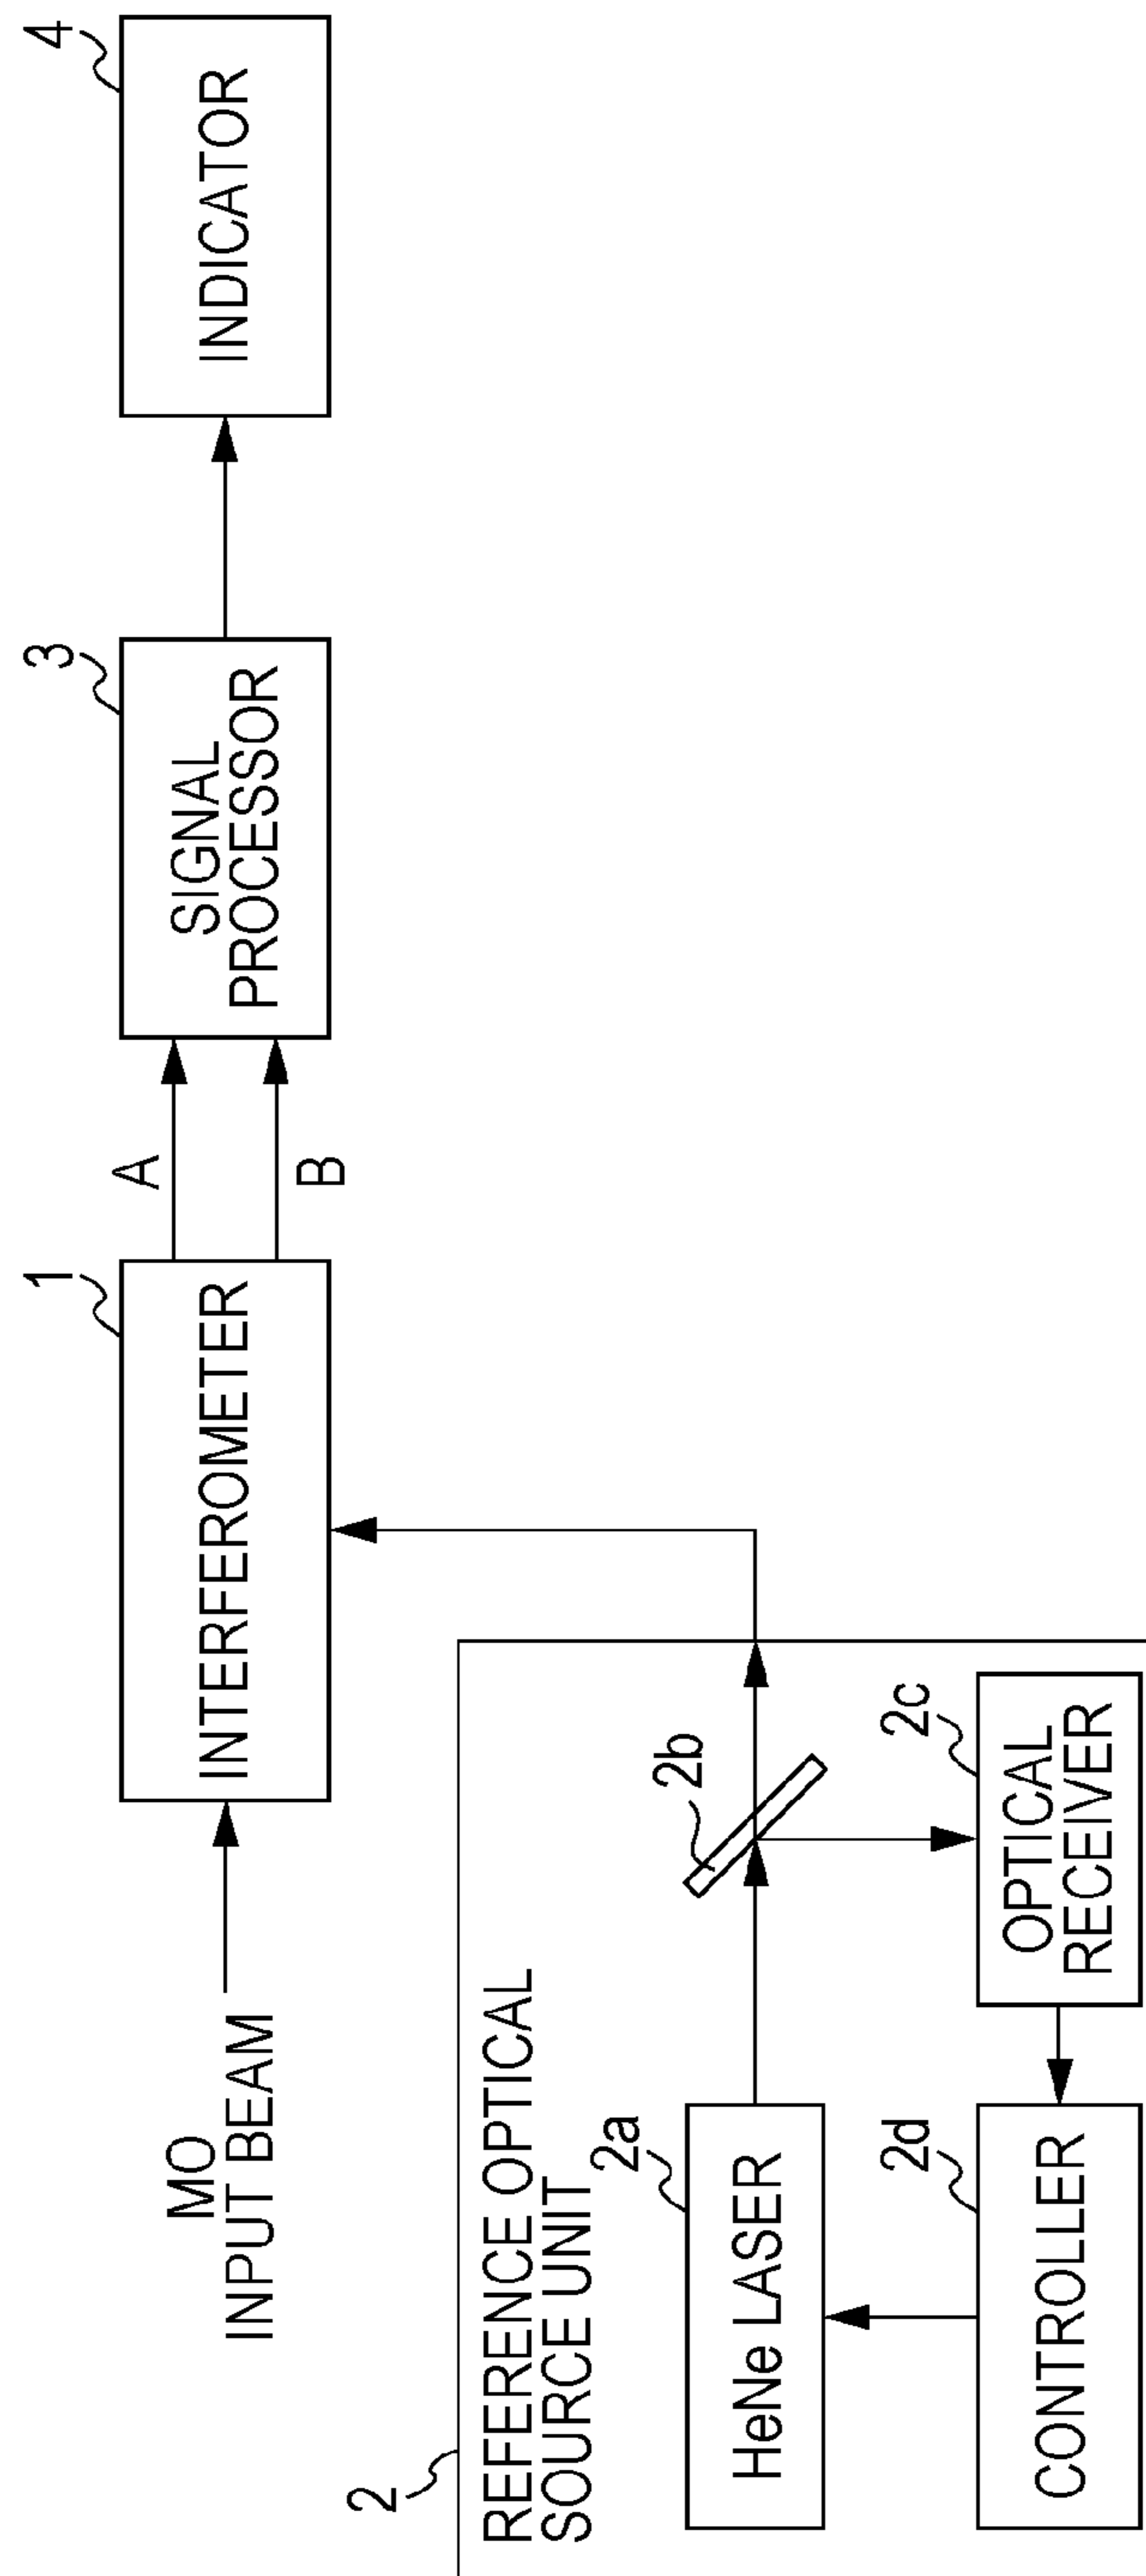 MO
INPUT BEAM
1
INTERFEROMETER
A
B
3
SIGNAL
PROCESSOR
4
INDICATOR
2
REFERENCE OPTICAL
SOURCE UNIT
2a
HeNe LASER
2b
2c
OPTICAL
RECEIVER
2d
CONTROLLER